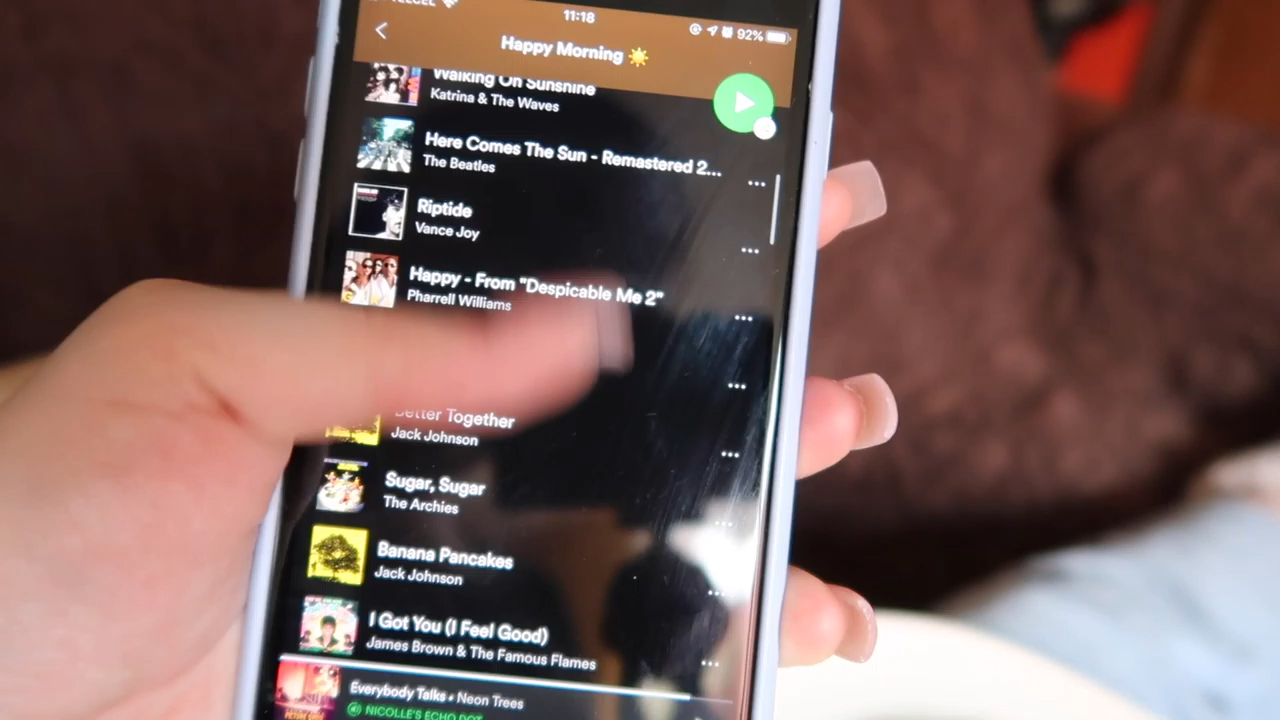 TELCEL
11:18
92%
Happy Morning ☀️
Walking On Sunshine
Katrina & The Waves
Here Comes The Sun - Remastered 2...
The Beatles
Riptide
Vance Joy
Happy - From "Despicable Me 2"
Pharrell Williams
Better Together
Jack Johnson
Sugar, Sugar
The Archies
Banana Pancakes
Jack Johnson
I Got You (I Feel Good)
James Brown & The Famous Flames
Everybody Talks • Neon Trees
NICOLLE'S ECHO DOT